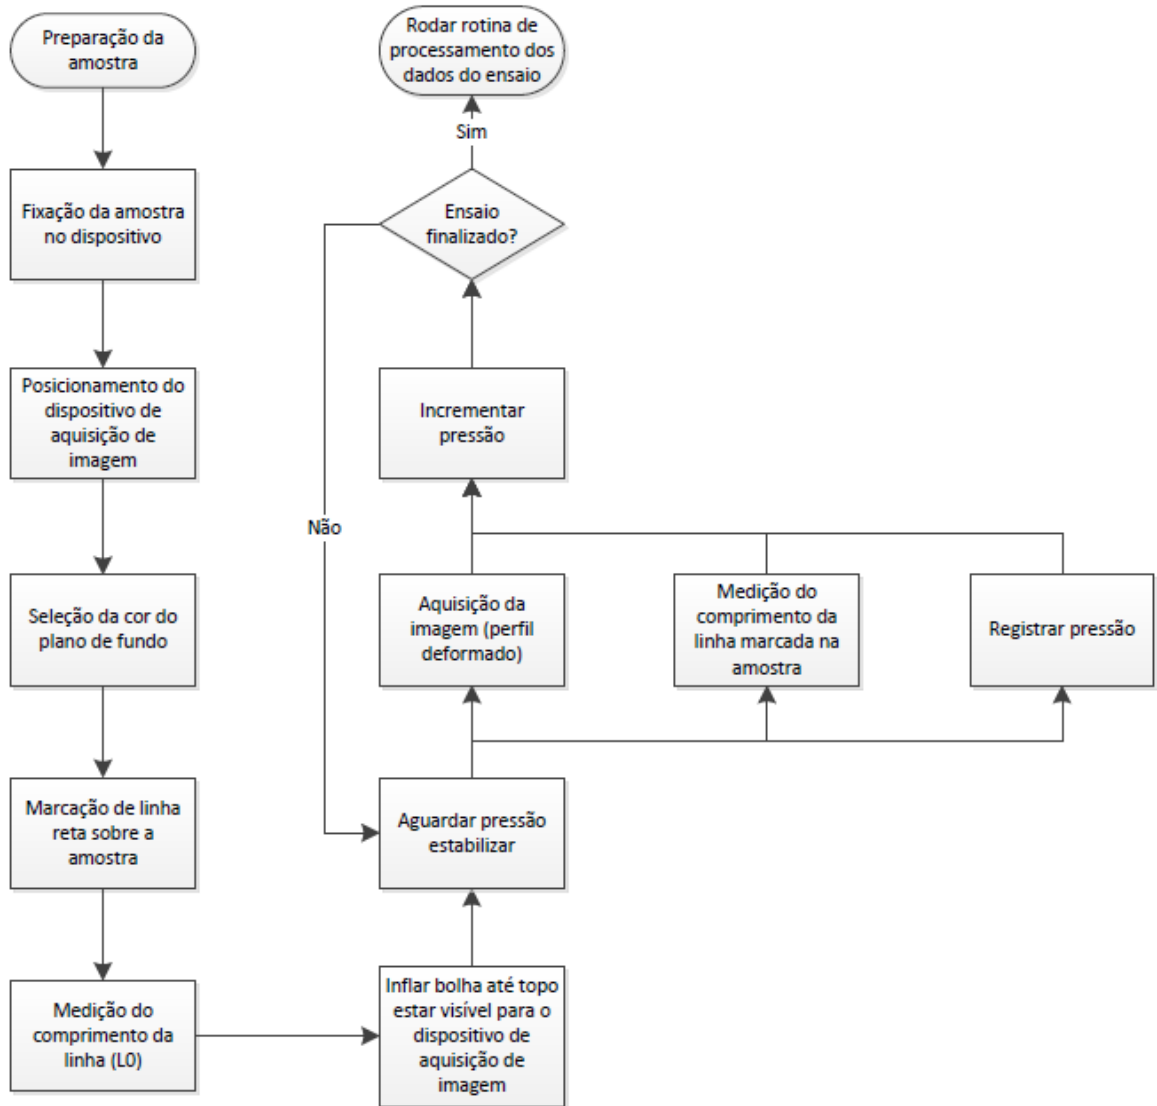 Preparação da
amostra
Fixação da amostra
no dispositivo
Posicionamento do
dispositivo de
aquisição de
imagem
Seleção da cor do
plano de fundo
Marcação de linha
reta sobre a
amostra
Medição do
comprimento da
linha (L0)
Inflar bolha até topo
estar visível para o
dispositivo de
aquisição de
imagem
Aguardar pressão
estabilizar
Aquisição da
imagem (perfil
deformado)
Medição do
comprimento da
linha marcada na
amostra
Registrar pressão
Incrementar
pressão
Ensaio
finalizado?
Não
Sim
Rodar rotina de
processamento dos
dados do ensaio